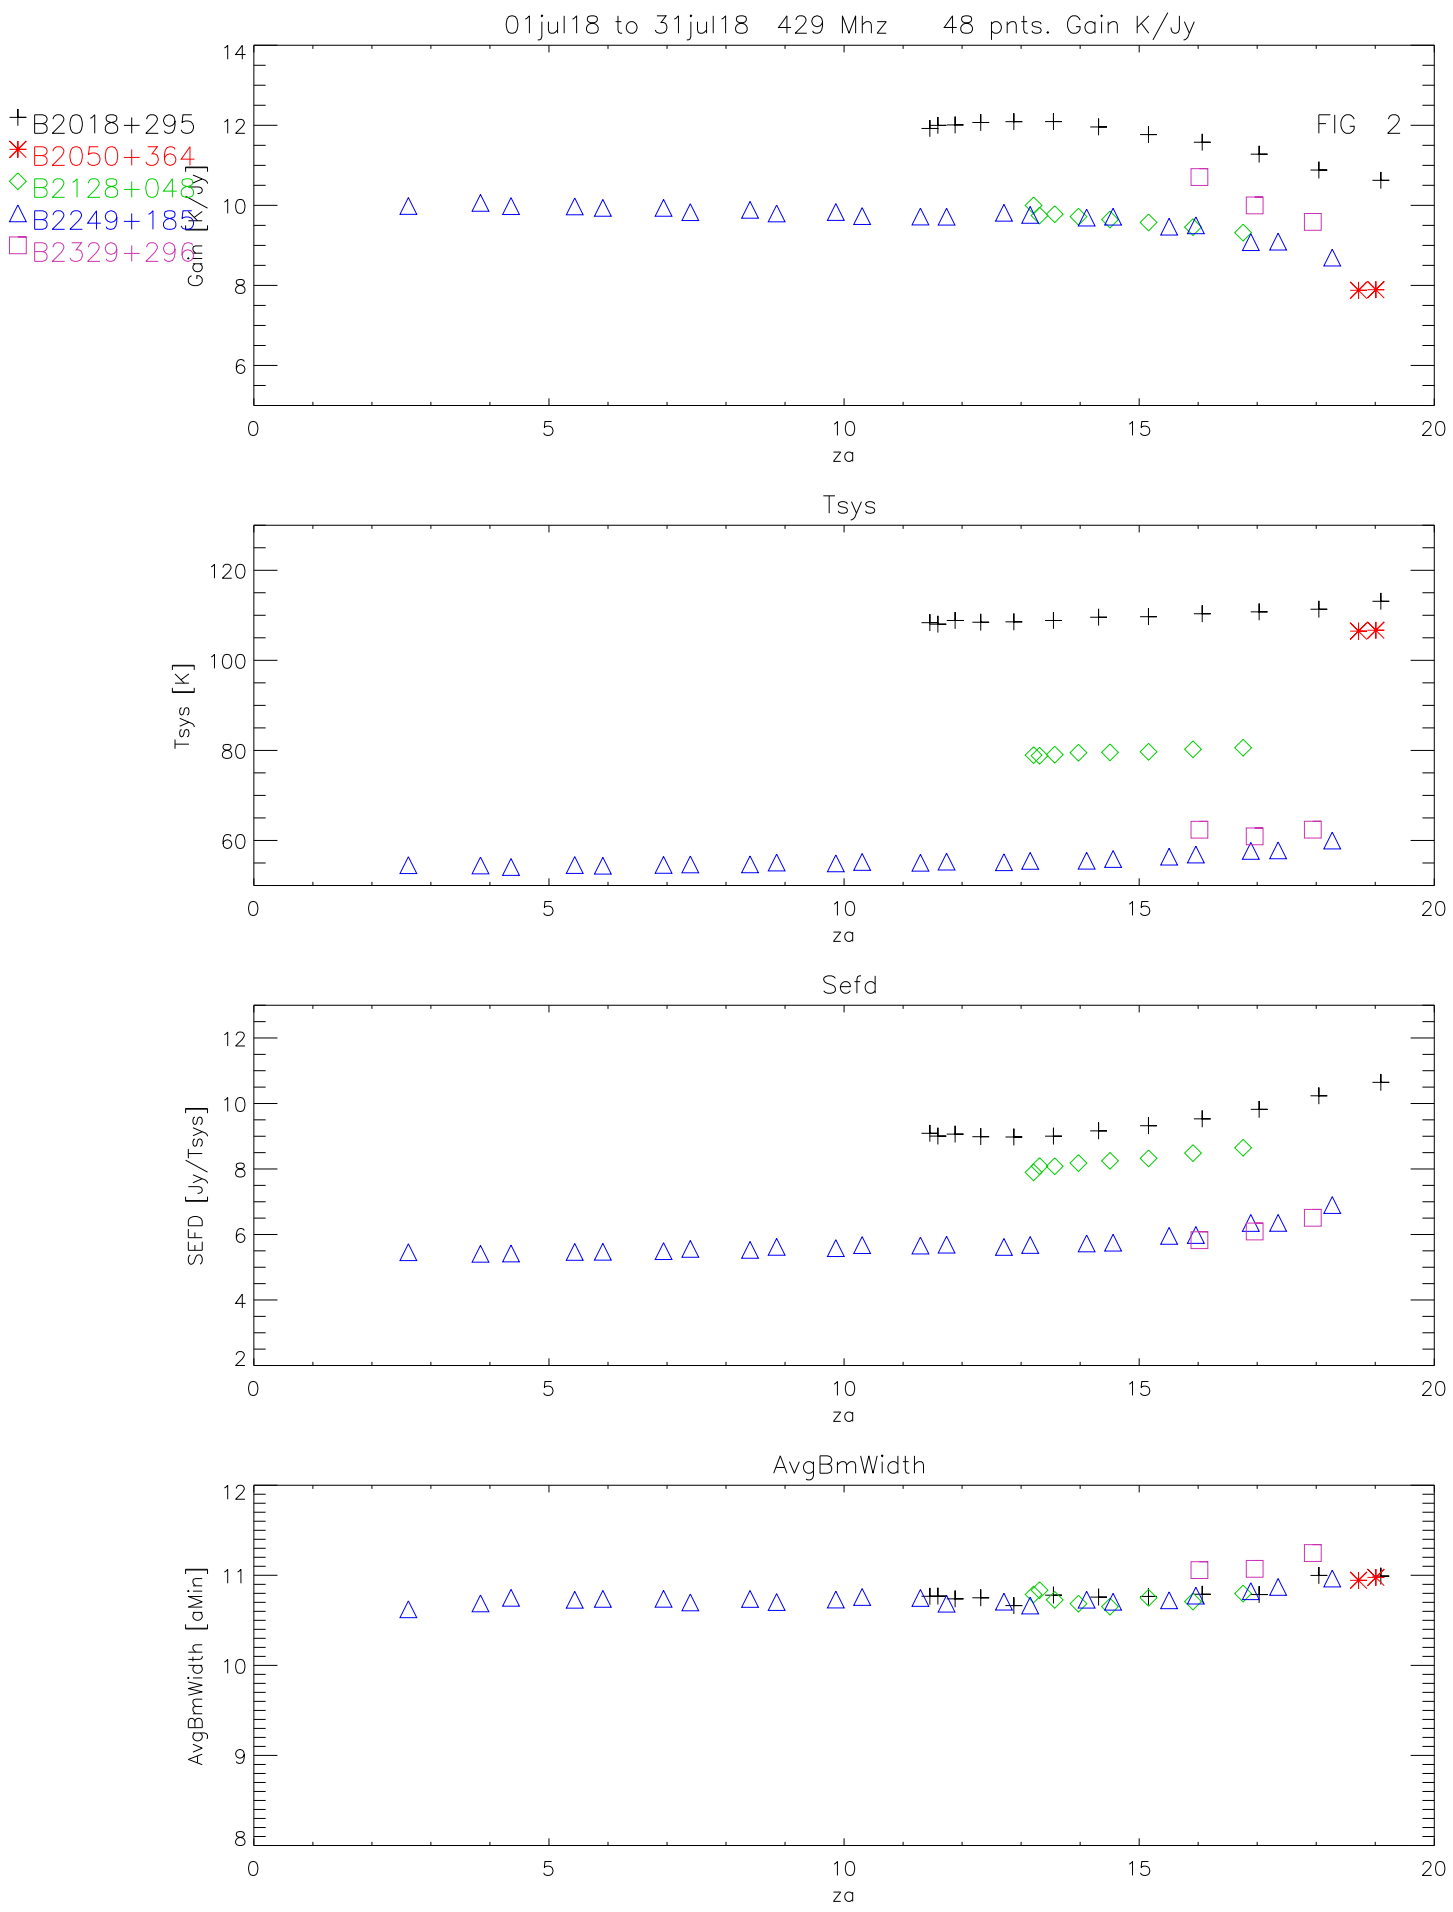 01jul18 to 31jul18 429 Mhz 48 pnts. Gain K/Jy
14
12
10
8
6
Gain [K/Jy]
+ B2018+295
B2050+364
B2128+048
B2249+185
B2329+296
FIG 2
0 5 10 15 20
za
Tsys
120
100
80
60
Tsys [K]
0 5 10 15 20
za
Sefd
12
10
8
6
4
2
SEFD [Jy/Tsys]
0 5 10 15 20
za
AvgBmWidth
12
11
10
9
8
AvgBmWidth [aMin]
0 5 10 15 20
za